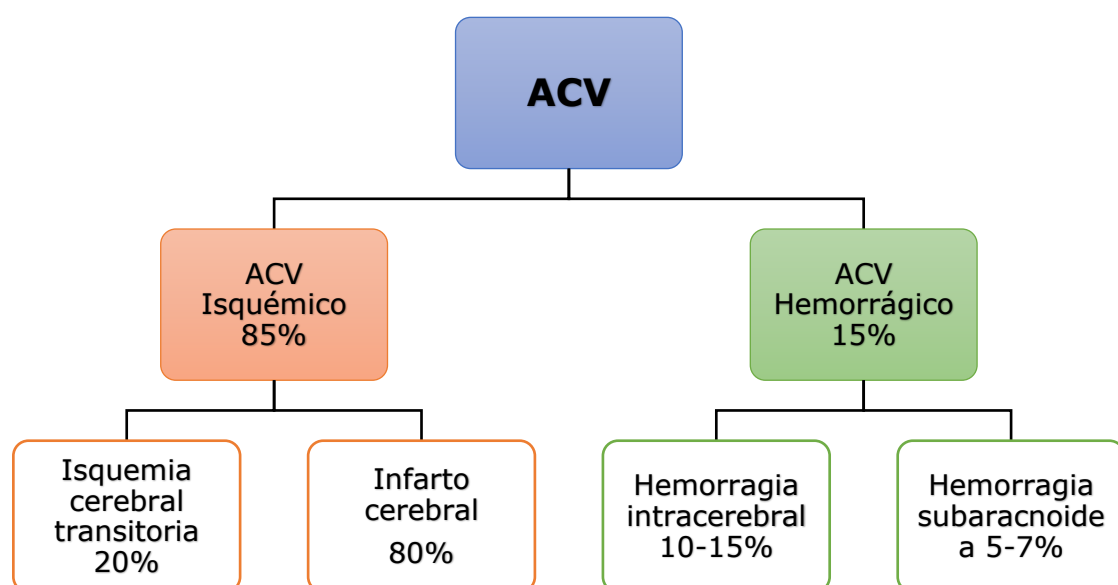 ACV
ACV
Isquémico
85%
ACV
Hemorrágico
15%
Isquemia
cerebral
transitoria
20%
Infarto
cerebral
80%
Hemorragia
intracerebral
10-15%
Hemorragia
subaracnoide
a 5-7%